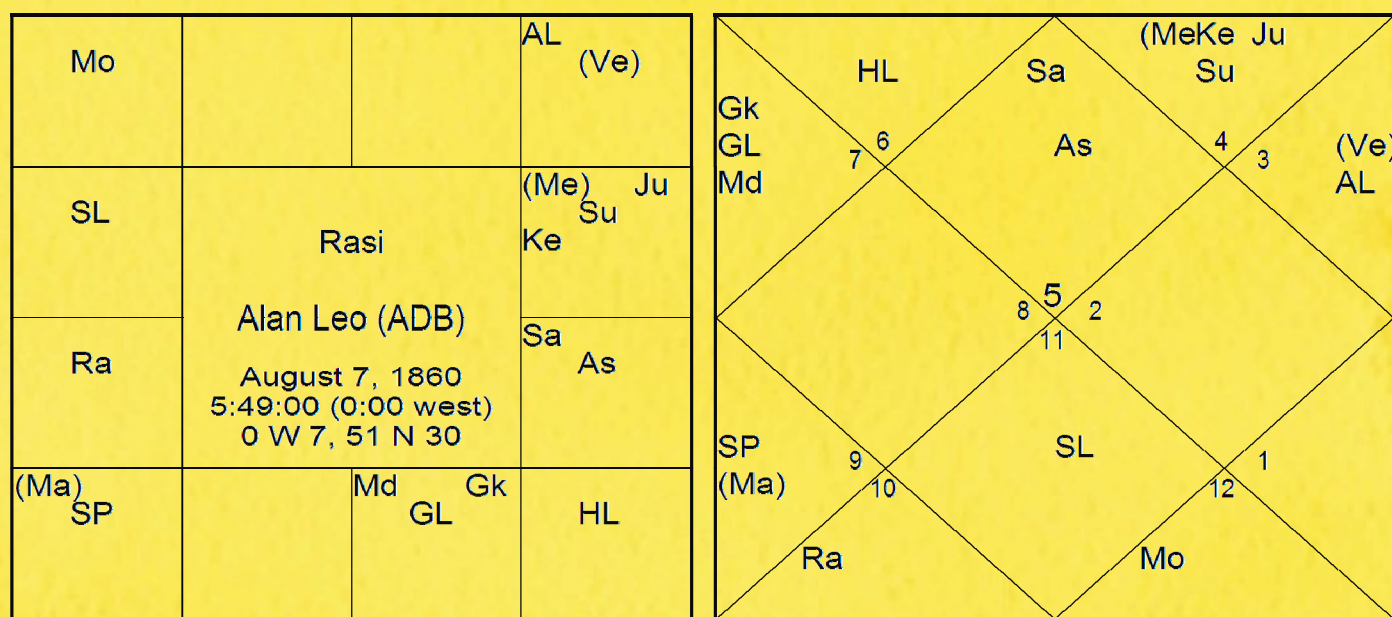 Mo
AL
(Ve)
SL
(Me) Ju
Su
Ke
Rasi
Alan Leo (ADB)
August 7, 1860
5:49:00 (0:00 west)
0 W 7, 51 N 30
Ra
Sa
As
(Ma)
SP
Md Gk
GL
HL
(MeKe Ju
Su
HL
Sa
Gk
GL
Md
6
7
As
4
3
(Ve)
AL
8
5
2
11
SP
(Ma)
9
10
SL
1
12
Ra
Mo